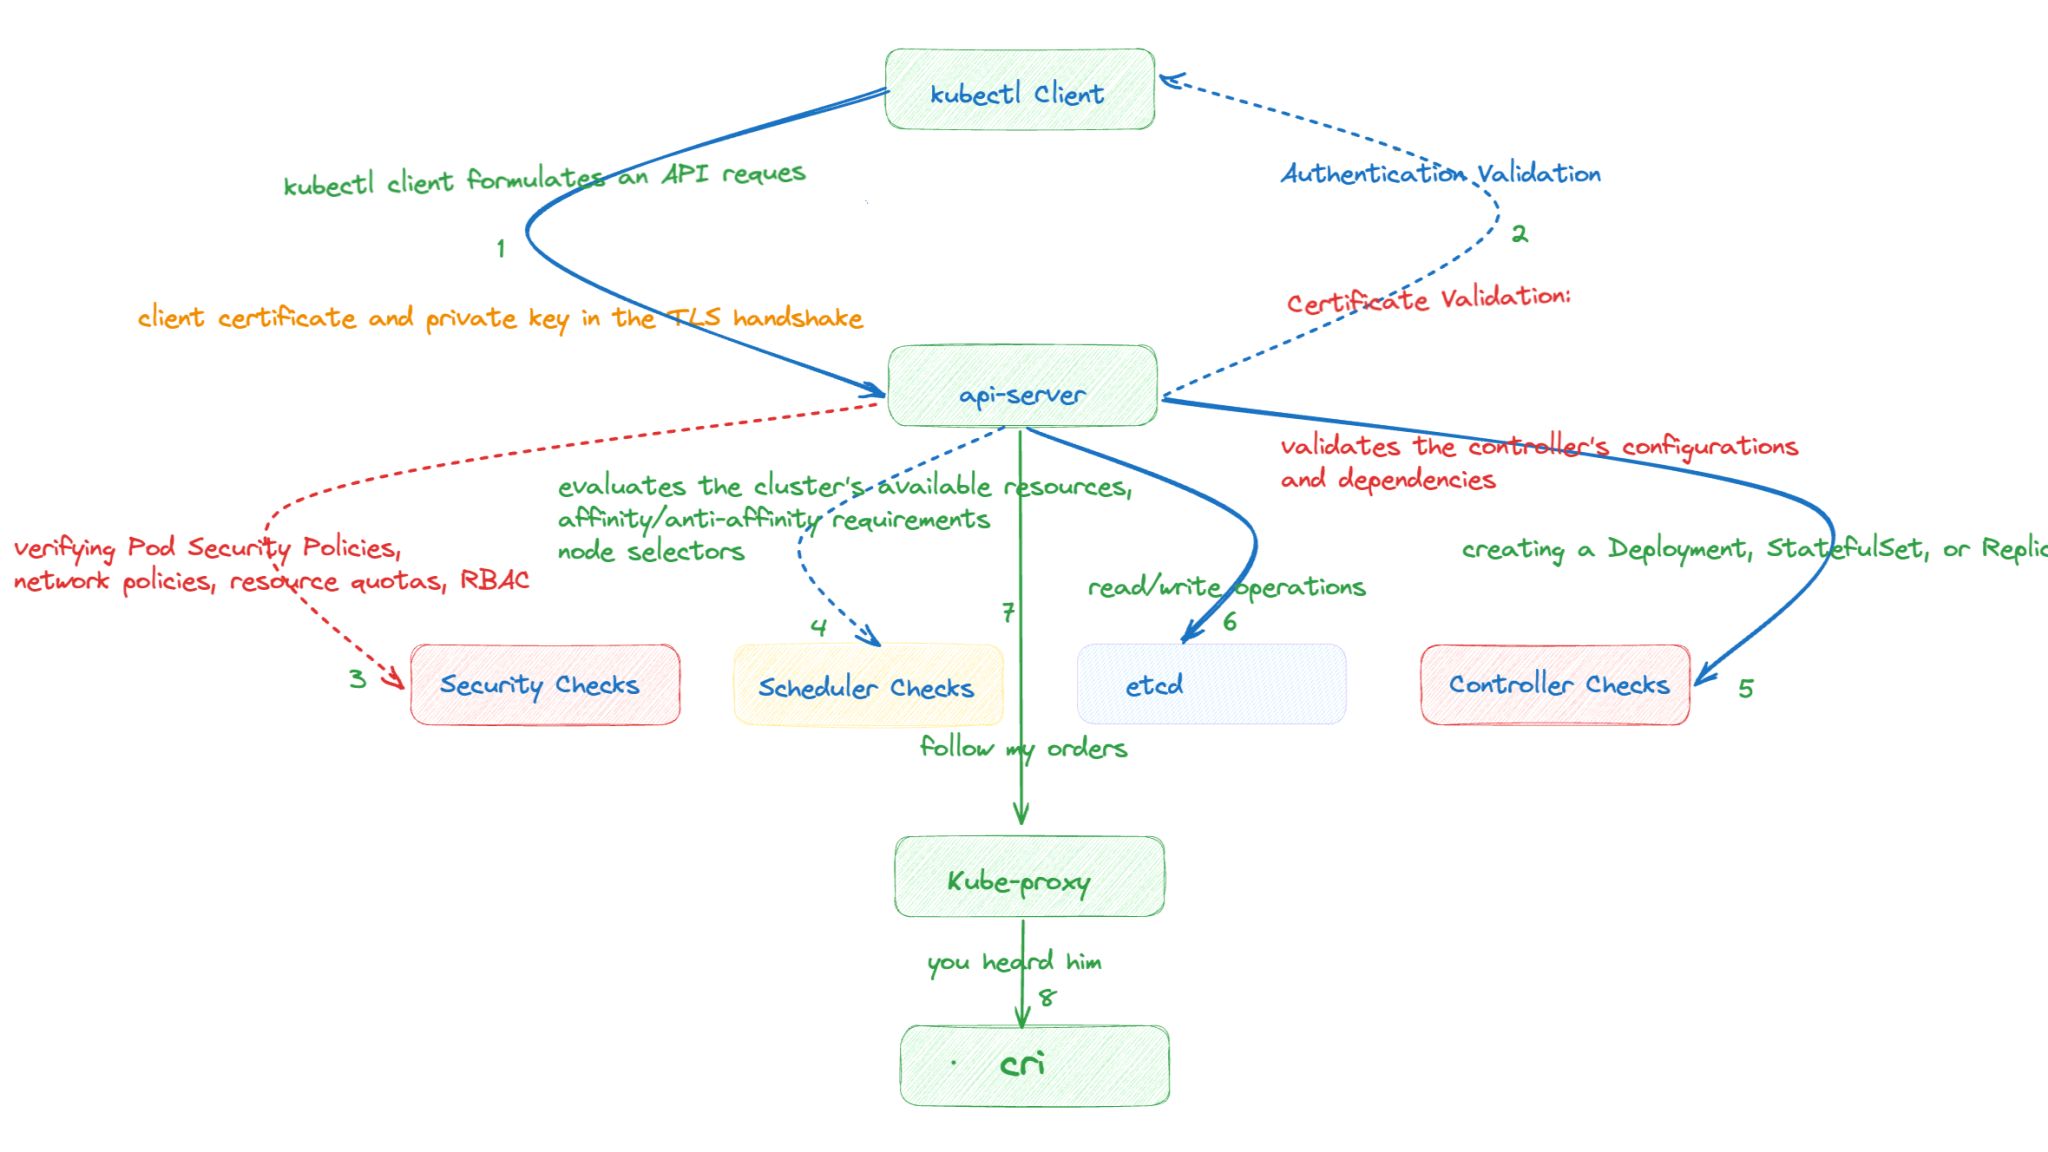 kubectl Client
kubectl client formulates an API reques
Authentication Validation
1
2
Certificate Validation:
client certificate and private key in the TLS handshake
api-server
validates the controller's configurations
and dependencies
evaluates the cluster's available resources,
affinity/anti-affinity requirements
node selectors
verifying Pod Security Policies,
network policies, resource quotas, RBAC
creating a Deployment, StatefulSet, or Replic
read/write operations
7
4
6
3
Security Checks
Scheduler Checks
etcd
Controller Checks
5
follow my orders
Kube-proxy
you heard him
8
cri